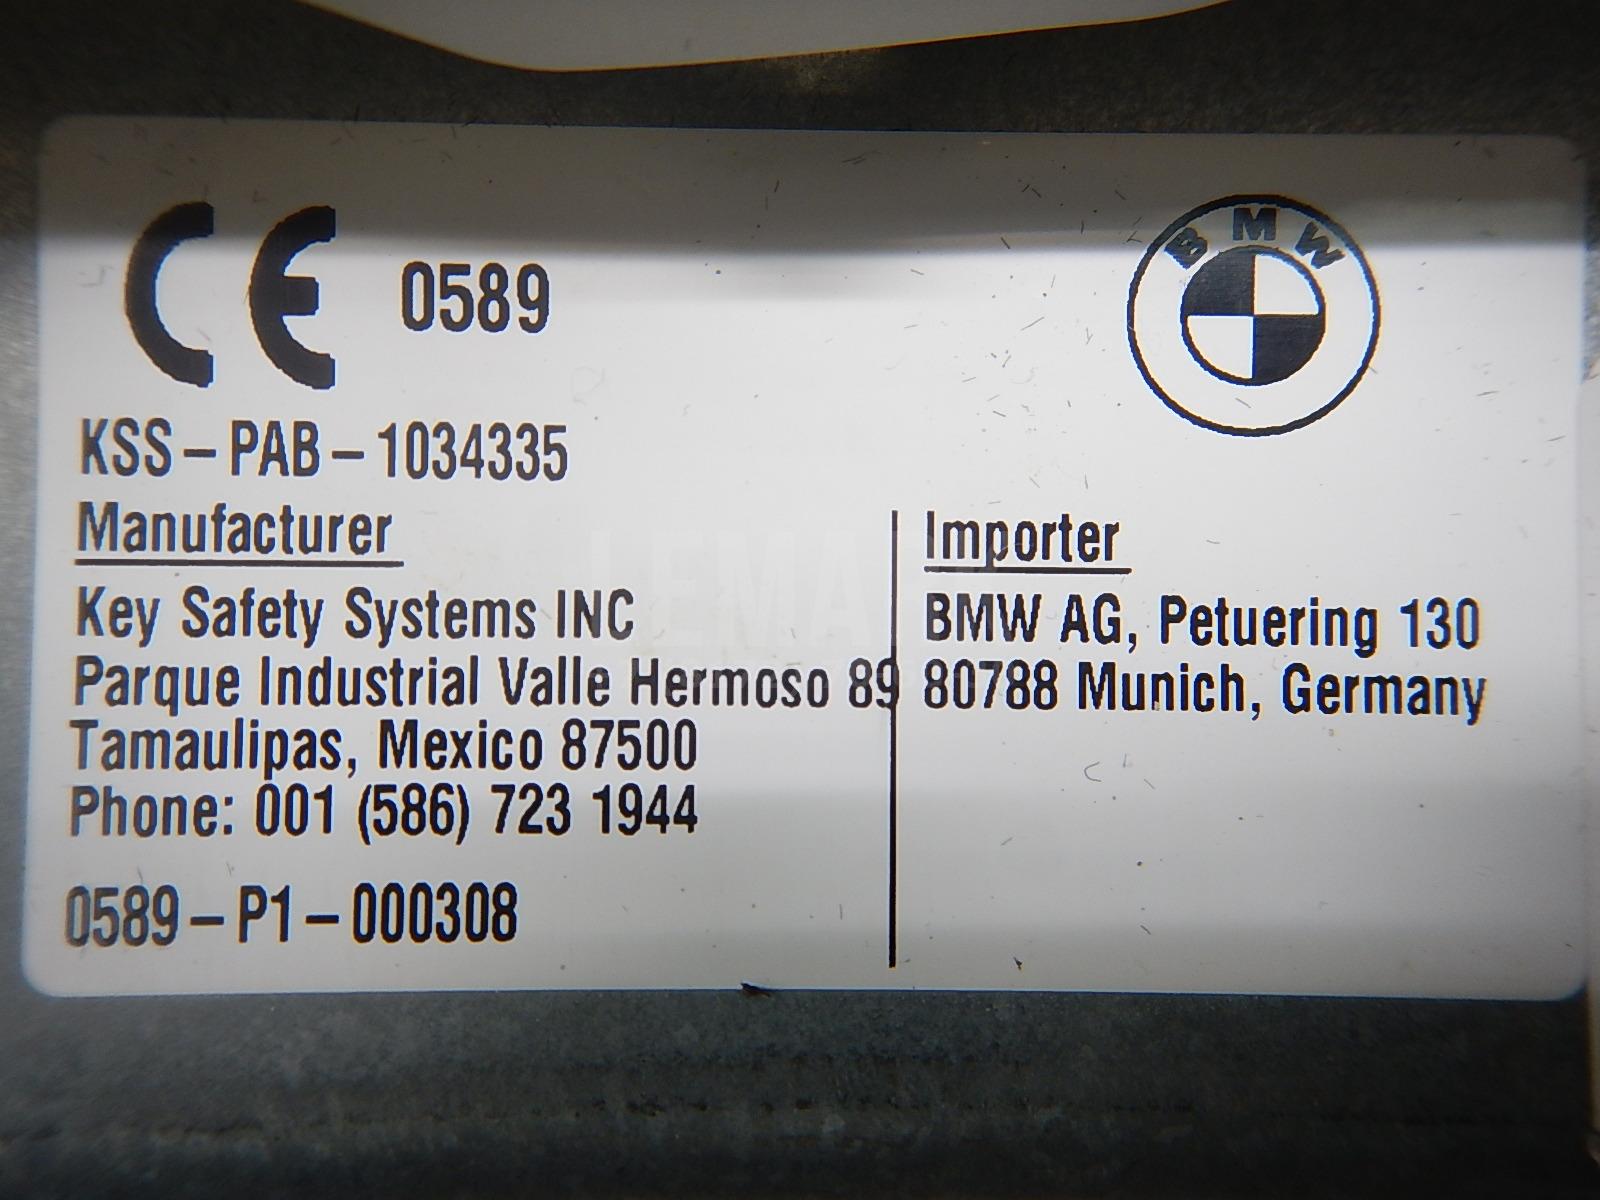 CE 0589
BMW
KSS-PAB-1034335
Manufacturer
Key Safety Systems INC
Parque Industrial Valle Hermoso 89
Tamaulipas, Mexico 87500
Phone: 001 (586) 723 1944
0589-P1-000308
Importer
BMW AG, Petuering 130
80788 Munich, Germany